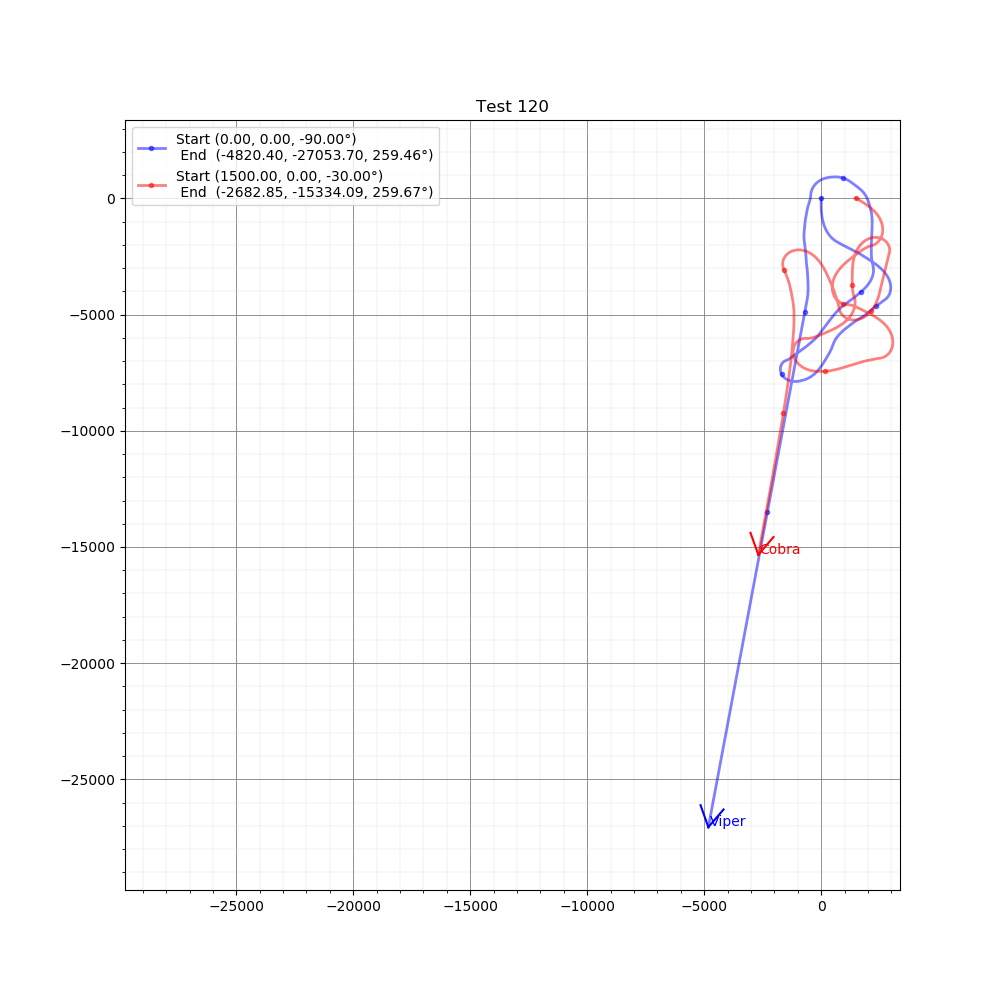 Test 120
Start (0.00, 0.00, -90.00°)
End (-4820.40, -27053.70, 259.46°)
Start (1500.00, 0.00, -30.00°)
End (-2682.85, -15334.09, 259.67°)
0
−5000
−10000
−15000
−20000
−25000
Cobra
Viper
−25000
−20000
−15000
−10000
−5000
0